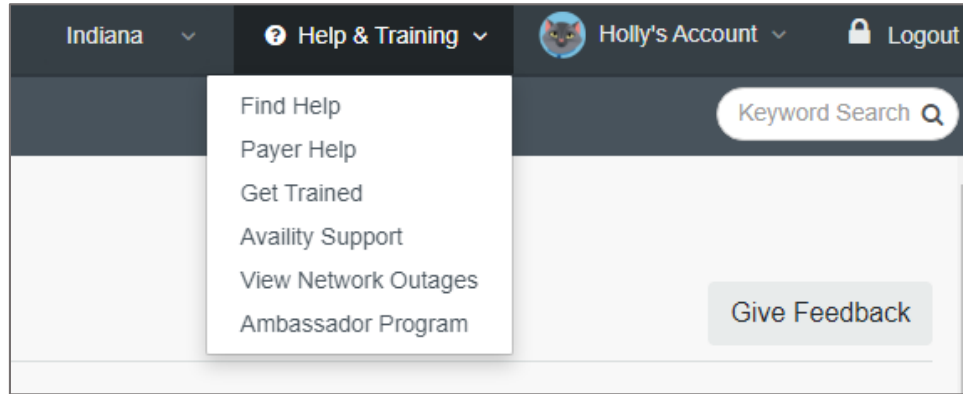 Indiana
Help & Training
Holly's Account
Logout
Find Help
Payer Help
Get Trained
Availity Support
View Network Outages
Ambassador Program
Keyword Search
Give Feedback